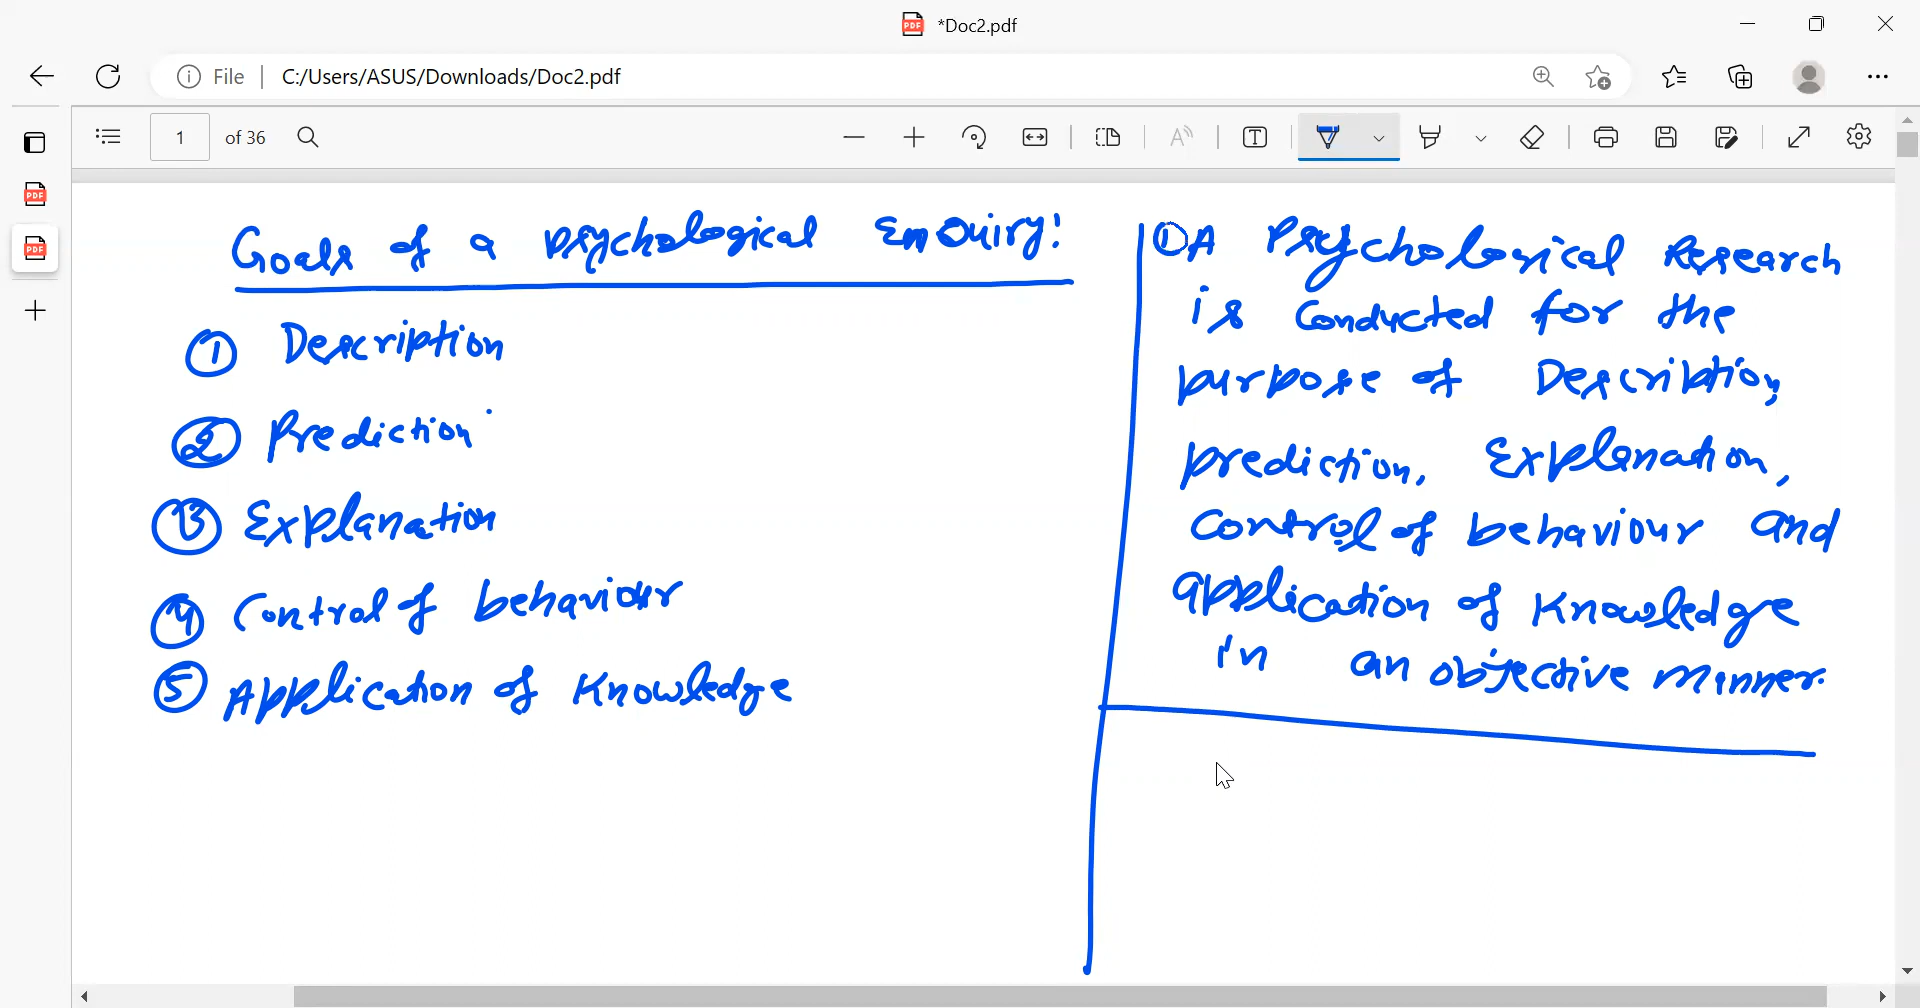 *Doc2.pdf
File
C:/Users/ASUS/Downloads/Doc2.pdf
1 of 36
Goals of a psychological Enquiry:
① Description
② Prediction
③ Explanation
④ Control of behaviour
⑤ Application of Knowledge
① A Psychological Research
is conducted for the
purpose of Description,
prediction, Explanation,
control of behaviour and
application of Knowledge
in an objective manner.